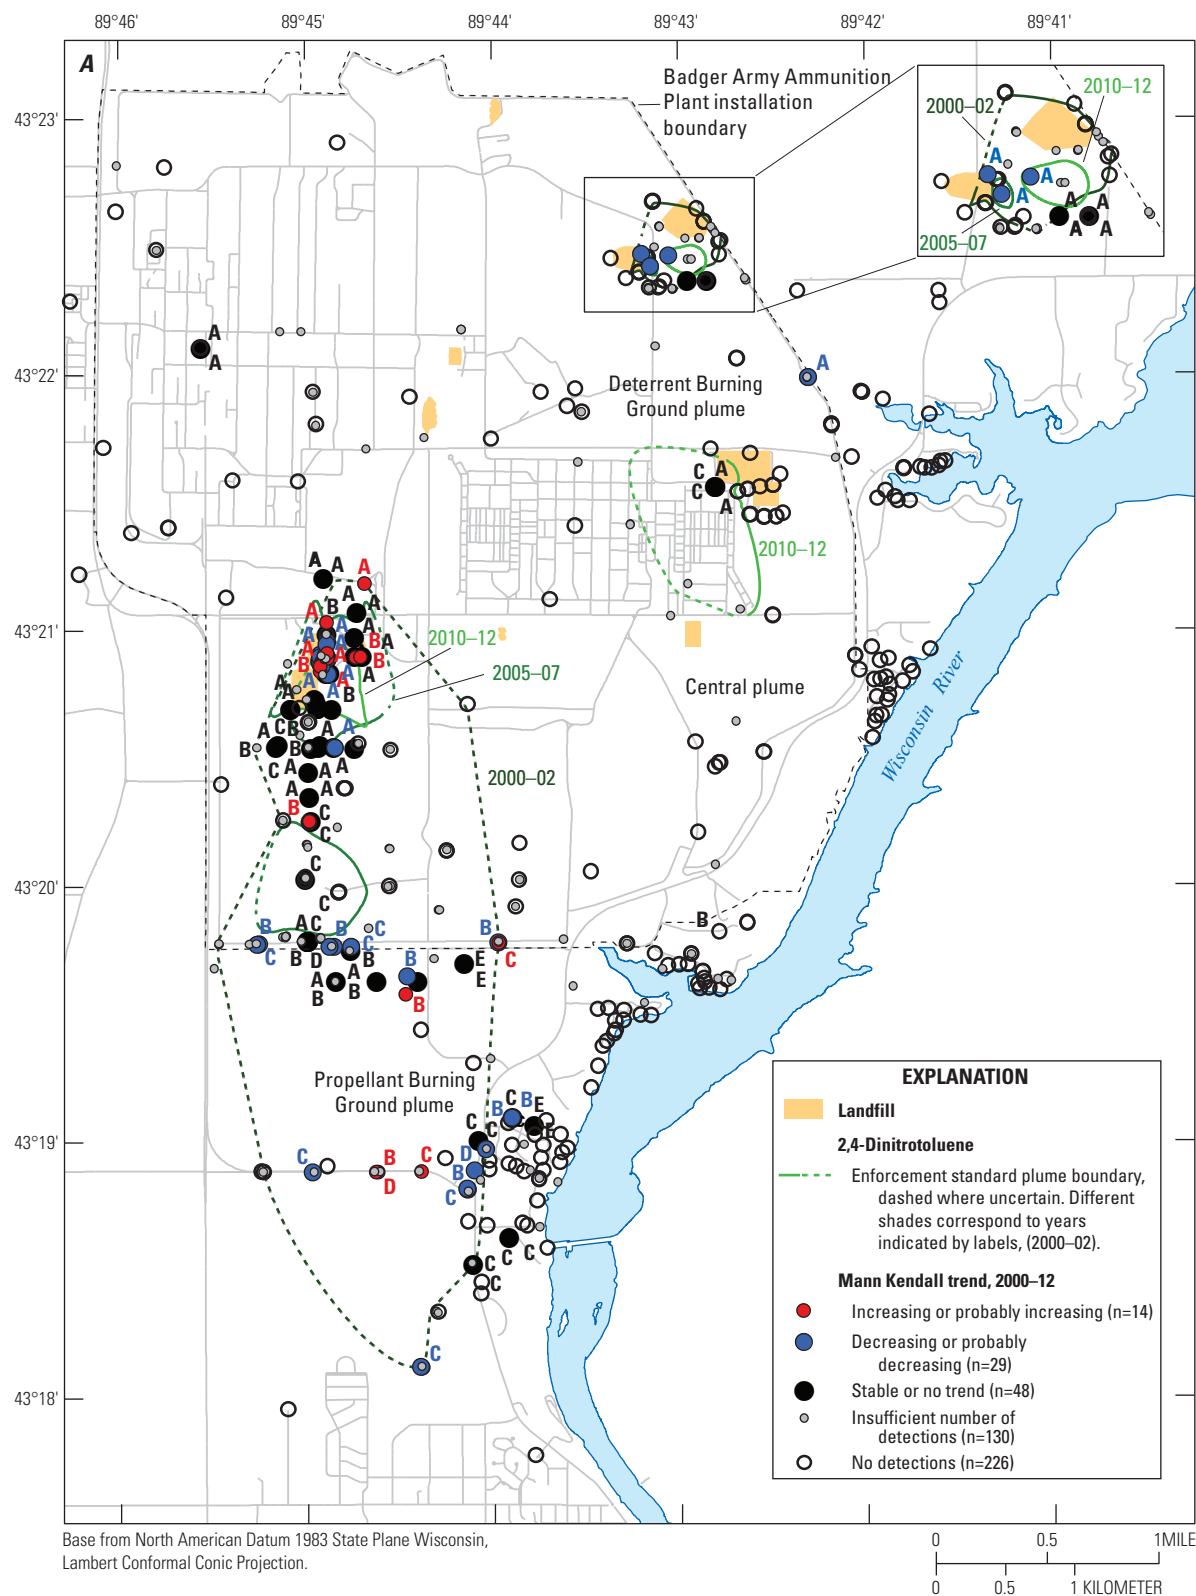 89°46'
89°45'
89°44'
89°43'
89°42'
89°41'
A
43°23'
43°22'
43°21'
43°20'
43°19'
43°18'
Badger Army Ammunition
Plant installation
boundary
2000–02
2010–12
A
A
A
A
A
A
A
2005–07
A
A
A
Deterrent Burning
Ground plume
C
A
C
A
2010–12
A
A
A
A
B
A
A
A
A
A
A
A
B
A
B
A
B
A
A
A
A
A
B
A
A
2010–12
2005–07
Central plume
Wisconsin River
A
C
B
A
A
B
B
C
A
A
A
A
A
B
C
C
2000–02
C
C
B
A
C
B
C
C
B
D
C
B
A
A
B
B
B
B
B
C
E
E
B
Propellant Burning
Ground plume
C
B
B
E
C
C
C
E
D
B
C
C
B
D
C
C
C
C
C
C
C
EXPLANATION
Landfill
2,4-Dinitrotoluene
Enforcement standard plume boundary,
dashed where uncertain. Different
shades correspond to years
indicated by labels, (2000–02).
Mann Kendall trend, 2000–12
Increasing or probably increasing (n=14)
Decreasing or probably
decreasing (n=29)
Stable or no trend (n=48)
Insufficient number of
detections (n=130)
No detections (n=226)
Base from North American Datum 1983 State Plane Wisconsin,
Lambert Conformal Conic Projection.
0 0.5 1 MILE
0 0.5 1 KILOMETER